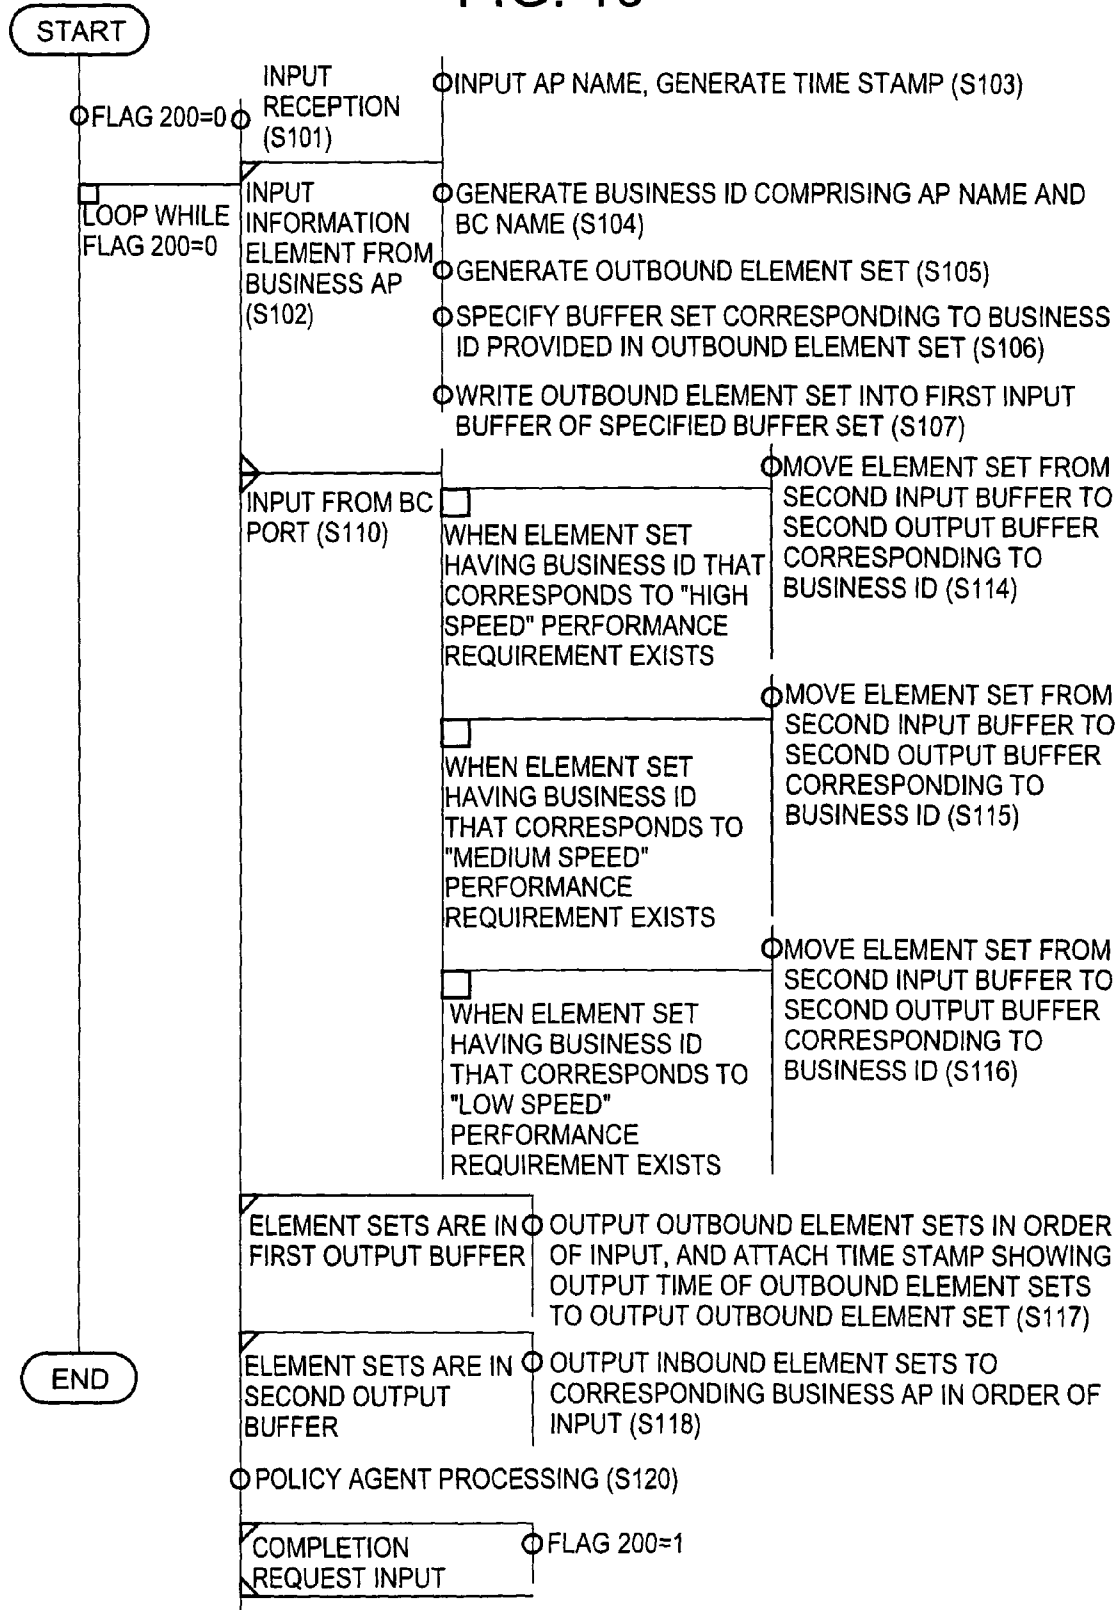 START
FLAG 200=0
INPUT
RECEPTION
(S101)
INPUT AP NAME, GENERATE TIME STAMP (S103)
LOOP WHILE
FLAG 200=0
INPUT
INFORMATION
ELEMENT FROM
BUSINESS AP
(S102)
GENERATE BUSINESS ID COMPRISING AP NAME AND
BC NAME (S104)
GENERATE OUTBOUND ELEMENT SET (S105)
SPECIFY BUFFER SET CORRESPONDING TO BUSINESS
ID PROVIDED IN OUTBOUND ELEMENT SET (S106)
WRITE OUTBOUND ELEMENT SET INTO FIRST INPUT
BUFFER OF SPECIFIED BUFFER SET (S107)
INPUT FROM BC
PORT (S110)
WHEN ELEMENT SET
HAVING BUSINESS ID THAT
CORRESPONDS TO "HIGH
SPEED" PERFORMANCE
REQUIREMENT EXISTS
MOVE ELEMENT SET FROM
SECOND INPUT BUFFER TO
SECOND OUTPUT BUFFER
CORRESPONDING TO
BUSINESS ID (S114)
WHEN ELEMENT SET
HAVING BUSINESS ID
THAT CORRESPONDS TO
"MEDIUM SPEED"
PERFORMANCE
REQUIREMENT EXISTS
MOVE ELEMENT SET FROM
SECOND INPUT BUFFER TO
SECOND OUTPUT BUFFER
CORRESPONDING TO
BUSINESS ID (S115)
WHEN ELEMENT SET
HAVING BUSINESS ID
THAT CORRESPONDS TO
"LOW SPEED"
PERFORMANCE
REQUIREMENT EXISTS
MOVE ELEMENT SET FROM
SECOND INPUT BUFFER TO
SECOND OUTPUT BUFFER
CORRESPONDING TO
BUSINESS ID (S116)
ELEMENT SETS ARE IN
FIRST OUTPUT BUFFER
OUTPUT OUTBOUND ELEMENT SETS IN ORDER
OF INPUT, AND ATTACH TIME STAMP SHOWING
OUTPUT TIME OF OUTBOUND ELEMENT SETS
TO OUTPUT OUTBOUND ELEMENT SET (S117)
ELEMENT SETS ARE IN
SECOND OUTPUT
BUFFER
OUTPUT INBOUND ELEMENT SETS TO
CORRESPONDING BUSINESS AP IN ORDER OF
INPUT (S118)
END
POLICY AGENT PROCESSING (S120)
COMPLETION
REQUEST INPUT
FLAG 200=1